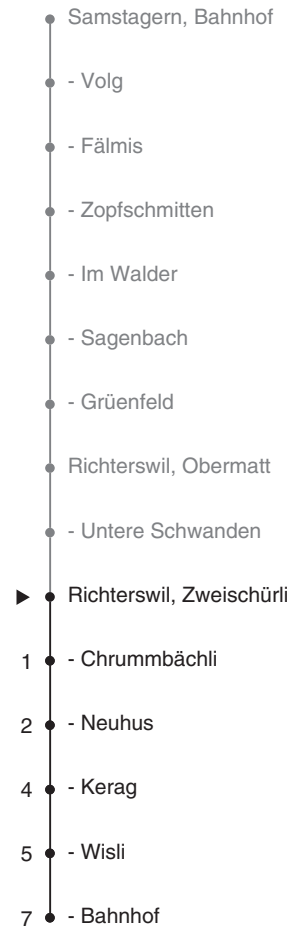 Samstagern, Bahnhof
- Volg
- Fälmis
- Zopfschmitten
- Im Walder
- Sagenbach
- Grüenfeld
Richterswil, Obermatt
- Untere Schwanden
Richterswil, Zweischürli
1 - Chrummbächli
2 - Neuhus
4 - Kerag
5 - Wisli
7 - Bahnhof